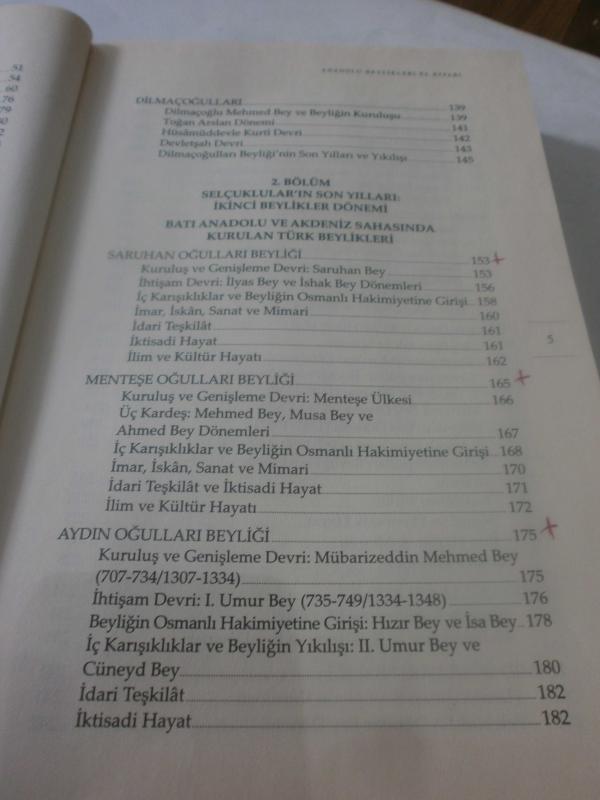 51
54
60
76
79
ANADOLU BEYLİKLERİ EL KİTABI
DİLMAÇOĞULLARI 139
Dilmaçoğlu Mehmed Bey ve Beyliğin Kuruluşu 139
Togan Arslan Dönemi 141
Hüsâmüddevle Kurti Devri 142
Devletşah Devri 143
Dilmaçoğulları Beyliği'nin Son Yılları ve Yıkılışı 145
2. BÖLÜM
SELÇUKLULAR'IN SON YILLARI:
İKİNCİ BEYLİKLER DÖNEMİ
BATI ANADOLU VE AKDENİZ SAHASINDA
KURULAN TÜRK BEYLİKLERİ
SARUHAN OĞULLARI BEYLİĞİ 153
Kuruluş ve Genişleme Devri: Saruhan Bey 153
İhtişam Devri: İlyas Bey ve İshak Bey Dönemleri 156
İç Karışıklıklar ve Beyliğin Osmanlı Hakimiyetine Girişi 158
İmar, İskân, Sanat ve Mimari 160
İdari Teşkilât 161
İktisadi Hayat 161
İlim ve Kültür Hayatı 162
5
MENTEŞE OĞULLARI BEYLİĞİ 165
Kuruluş ve Genişleme Devri: Menteşe Ülkesi 166
Üç Kardeş: Mehmed Bey, Musa Bey ve
Ahmed Bey Dönemleri 167
İç Karışıklıklar ve Beyliğin Osmanlı Hakimiyetine Girişi 168
İmar, İskân, Sanat ve Mimari 170
İdari Teşkilât ve İktisadi Hayat 171
İlim ve Kültür Hayatı 172
AYDIN OĞULLARI BEYLİĞİ 175
Kuruluş ve Genişleme Devri: Mübarizeddin Mehmed Bey
(707-734/1307-1334) 175
İhtişam Devri: I. Umur Bey (735-749/1334-1348) 176
Beyliğin Osmanlı Hakimiyetine Girişi: Hızır Bey ve İsa Bey 178
İç Karışıklıklar ve Beyliğin Yıkılışı: II. Umur Bey ve
Cüneyd Bey 180
İdari Teşkilât 182
İktisadi Hayat 182